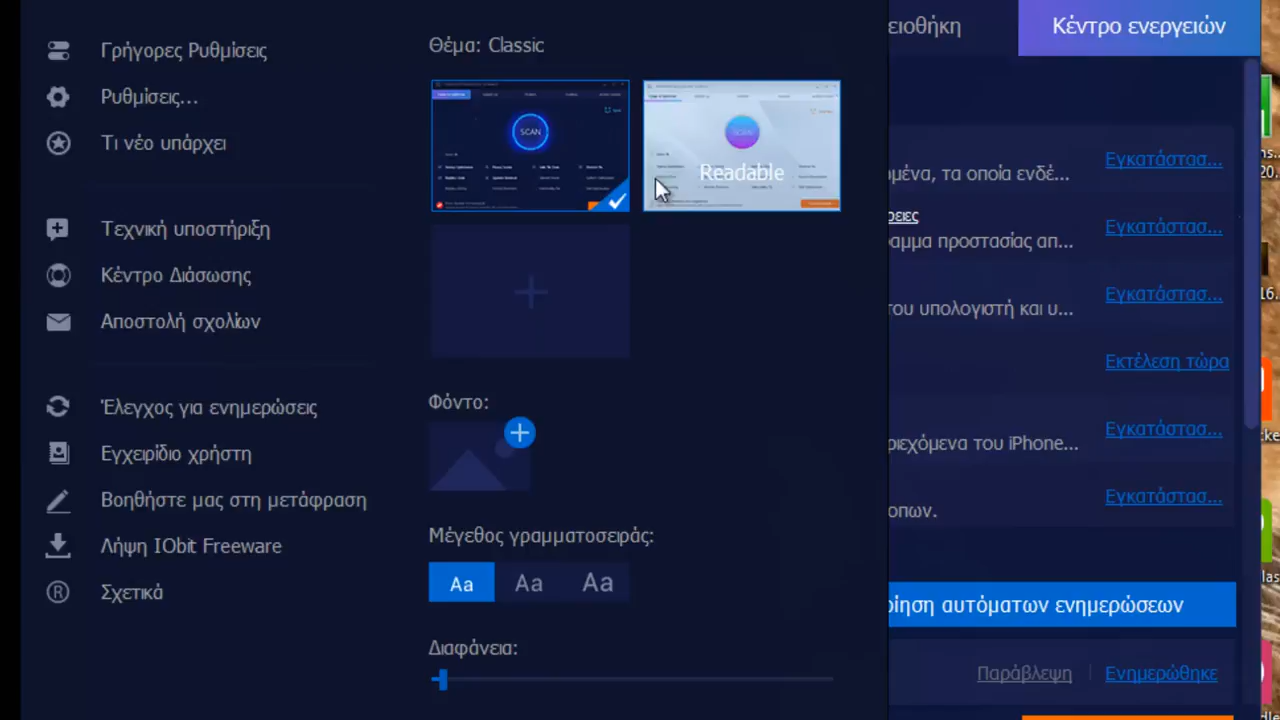 Γρήγορες Ρυθμίσεις
Ρυθμίσεις...
Τι νέο υπάρχει
Τεχνική υποστήριξη
Κέντρο Διάσωσης
Αποστολή σχολίων
Έλεγχος για ενημερώσεις
Εγχειρίδιο χρήστη
Βοηθήστε μας στη μετάφραση
Λήψη IObit Freeware
Σχετικά
Θέμα: Classic
SCAN
SCAN
Readable
Φόντο:
Μέγεθος γραμματοσειράς:
Aa Aa Aa
Διαφάνεια:
ειοθήκη
Κέντρο ενεργειών
Εγκατάστασ...
ομένα, τα οποία ενδέ...
ρειες
Εγκατάστασ...
αμμα προστασίας απ...
Εγκατάστασ...
του υπολογιστή και υ...
Εκτέλεση τώρα
Εγκατάστασ...
ριεχόμενα του iPhone...
Εγκατάστασ...
οπων.
οίηση αυτόματων ενημερώσεων
Παράβλεψη
Ενημερώθηκε